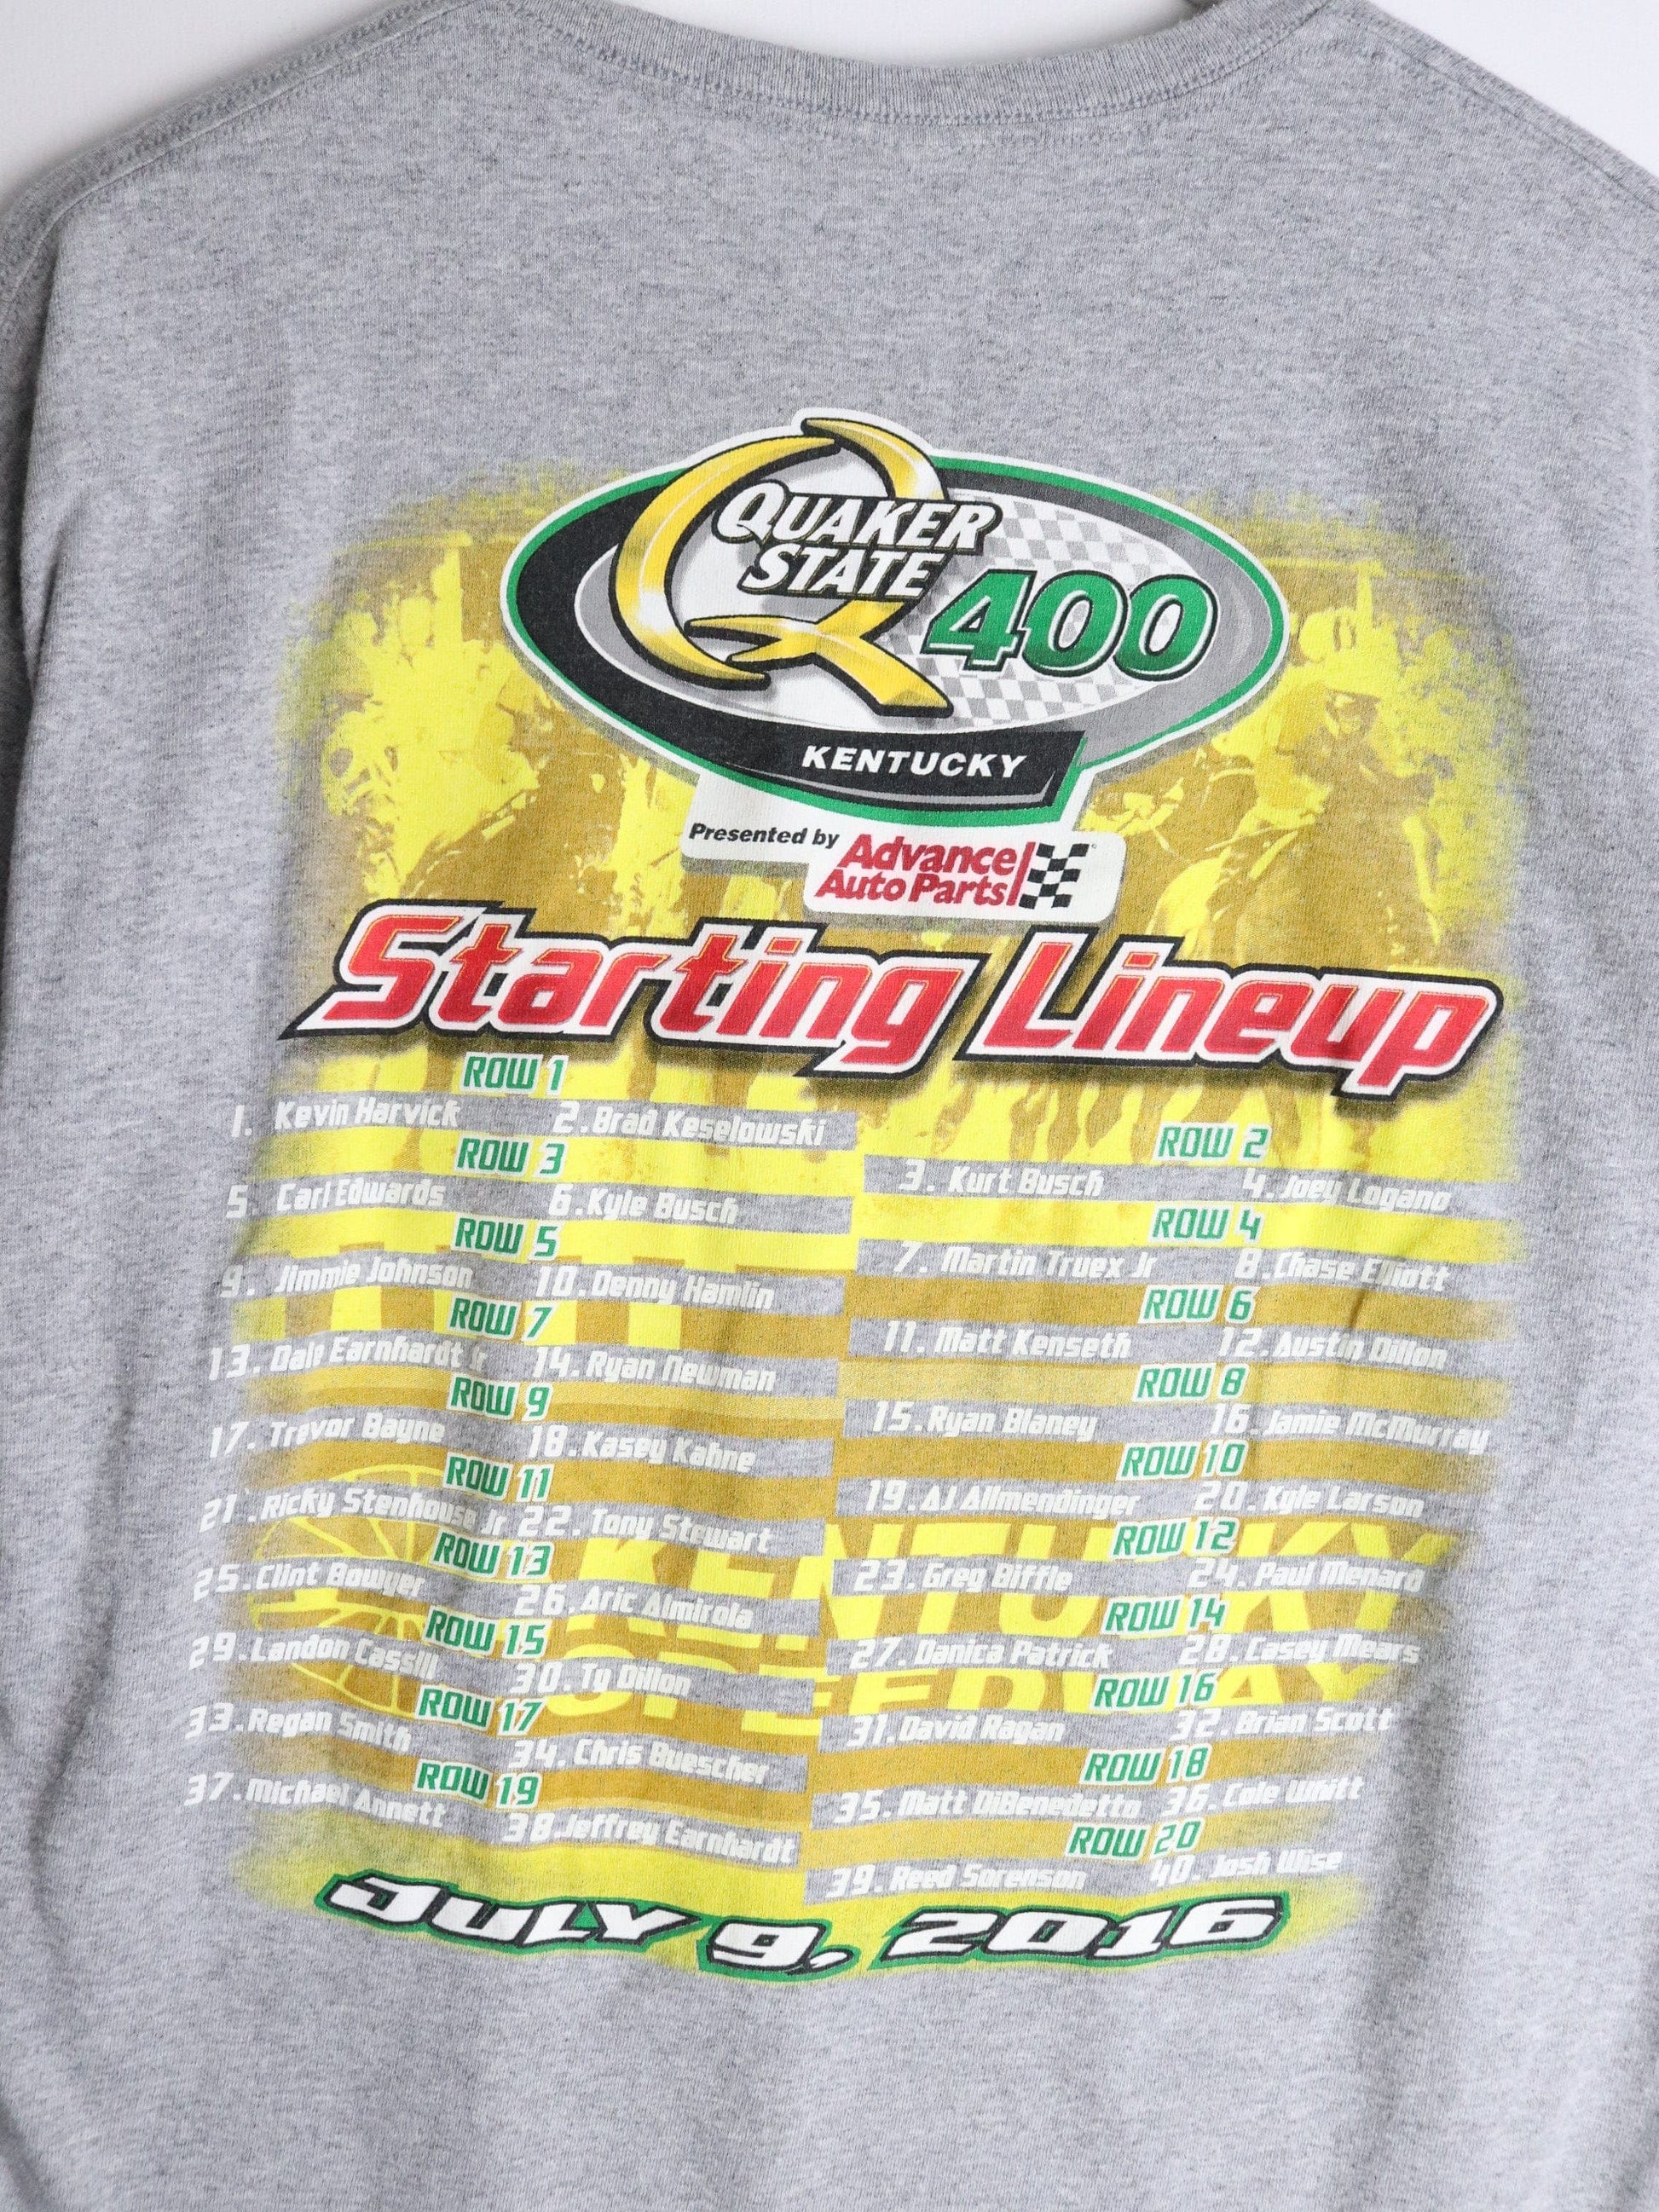 QUAKER
STATE
400
KENTUCKY
Presented by
Advance
Auto Parts
Starting Lineup
ROW 1
1. Kevin Harvick 2. Brad Keselowski
ROW 2
3. Kurt Busch 4. Joey Logano
ROW 3
5. Carl Edwards 6. Kyle Busch
ROW 4
7. Martin Truex Jr 8. Chase Elliott
ROW 5
9. Jimmie Johnson 10. Denny Hamlin
ROW 6
11. Matt Kenseth 12. Austin Dillon
ROW 7
13. Dale Earnhardt Jr 14. Ryan Newman
ROW 8
15. Ryan Blaney 16. Jamie McMurray
ROW 9
17. Trevor Bayne 18. Kasey Kahne
ROW 10
19. AJ Allmendinger 20. Kyle Larson
ROW 11
21. Ricky Stenhouse Jr 22. Tony Stewart
ROW 12
23. Greg Biffle 24. Paul Menard
ROW 13
25. Clint Bowyer 26. Aric Almirola
ROW 14
27. Danica Patrick 28. Casey Mears
ROW 15
29. Landon Cassill 30. Ty Dillon
ROW 16
31. David Ragan 32. Brian Scott
ROW 17
33. Regan Smith 34. Chris Buescher
ROW 18
35. Matt DiBenedetto 36. Cole Whitt
ROW 19
37. Michael Annett 38. Jeffrey Earnhardt
ROW 20
39. Reed Sorenson 40. Josh Wise
KENTUCKY
SPEEDWAY
JULY 9, 2016